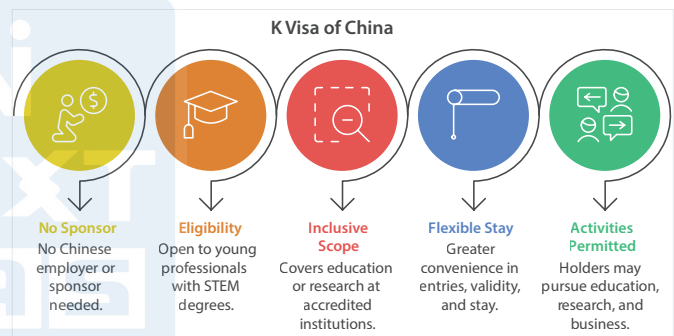 K Visa of China
$
No Sponsor
No Chinese
employer or
sponsor
needed.
Eligibility
Open to young
professionals
with STEM
degrees.
Inclusive
Scope
Covers education
or research at
accredited
institutions.
Flexible Stay
Greater
convenience in
entries, validity,
and stay.
Activities
Permitted
Holders may
pursue education,
research, and
business.